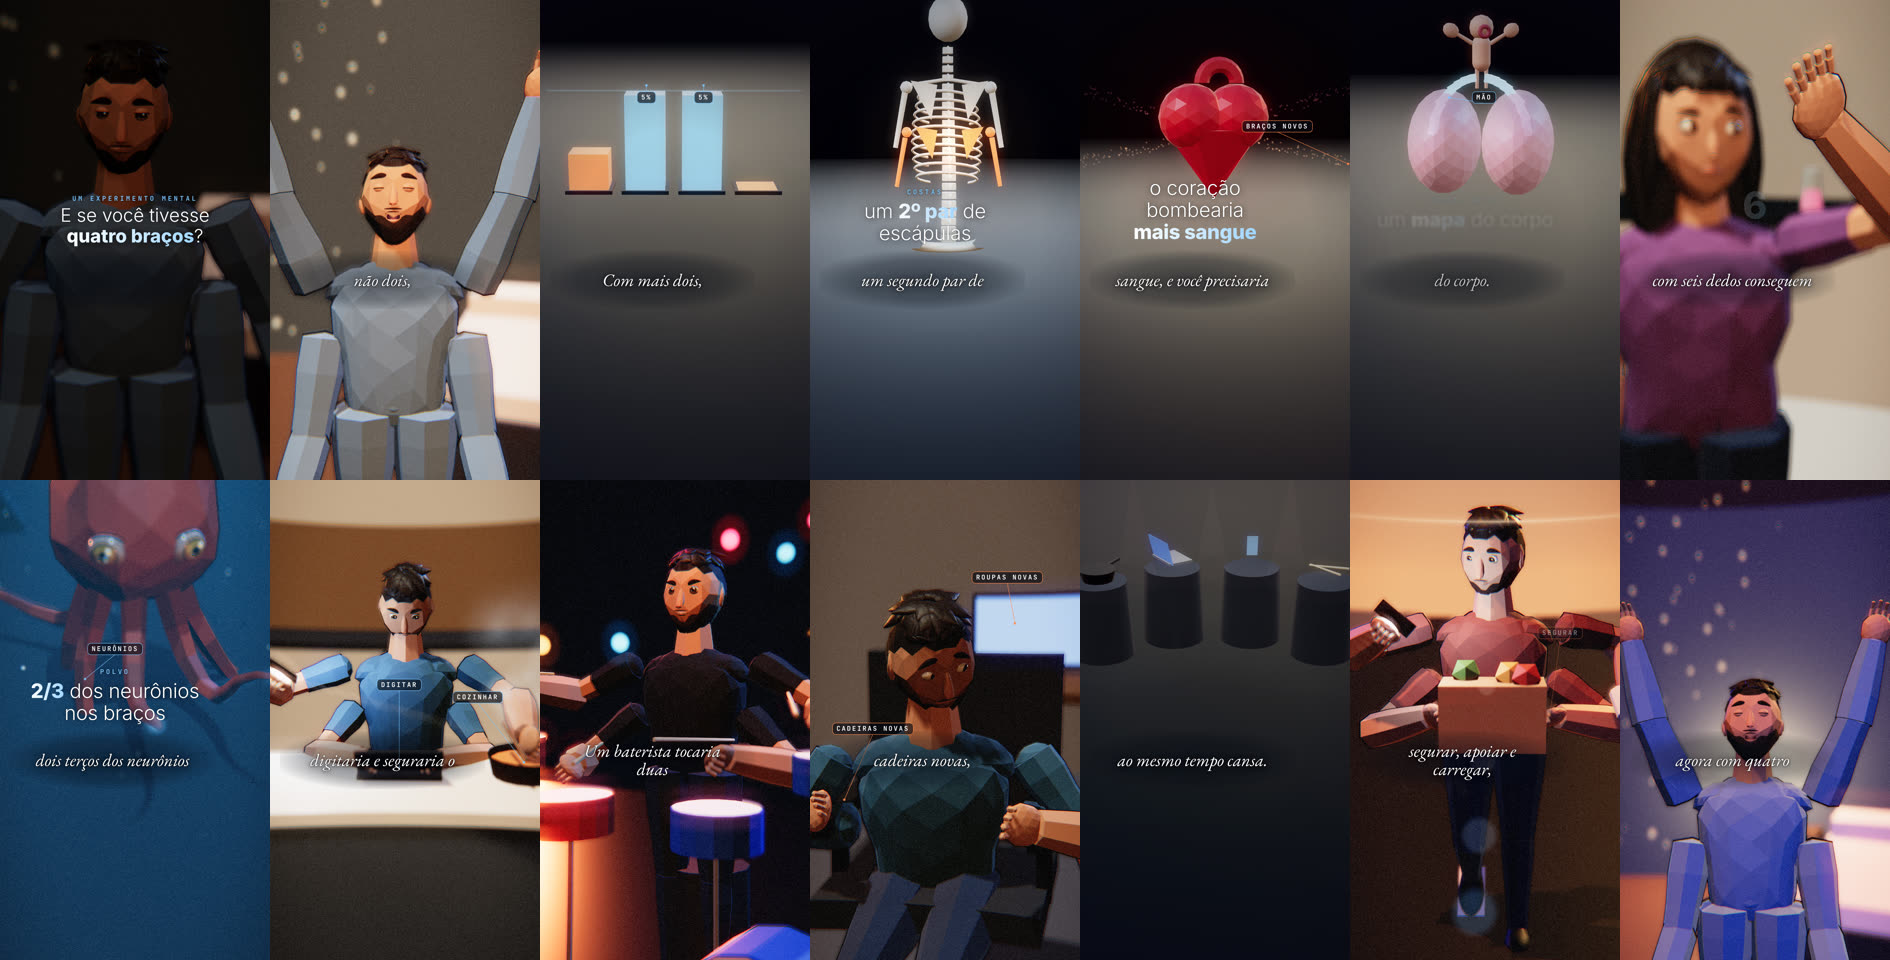 UM EXPERIMENTO MENTAL
E se você tivesse
quatro braços?
não dois,
5%
5%
Com mais dois,
COSTAS
um 2º par de
escápulas
um segundo par de
BRAÇOS NOVOS
o coração
bombearia
mais sangue
sangue, e você precisaria
MÃO
um mapa do corpo
do corpo.
6
com seis dedos conseguem
NEURÔNIOS
POLVO
2/3 dos neurônios
nos braços
dois terços dos neurônios
DIGITAR
COZINHAR
digitaria e seguraria o
Um baterista tocaria
duas
ROUPAS NOVAS
CADEIRAS NOVAS
cadeiras novas,
ao mesmo tempo cansa.
SEGURAR
segurar, apoiar e
carregar,
agora com quatro